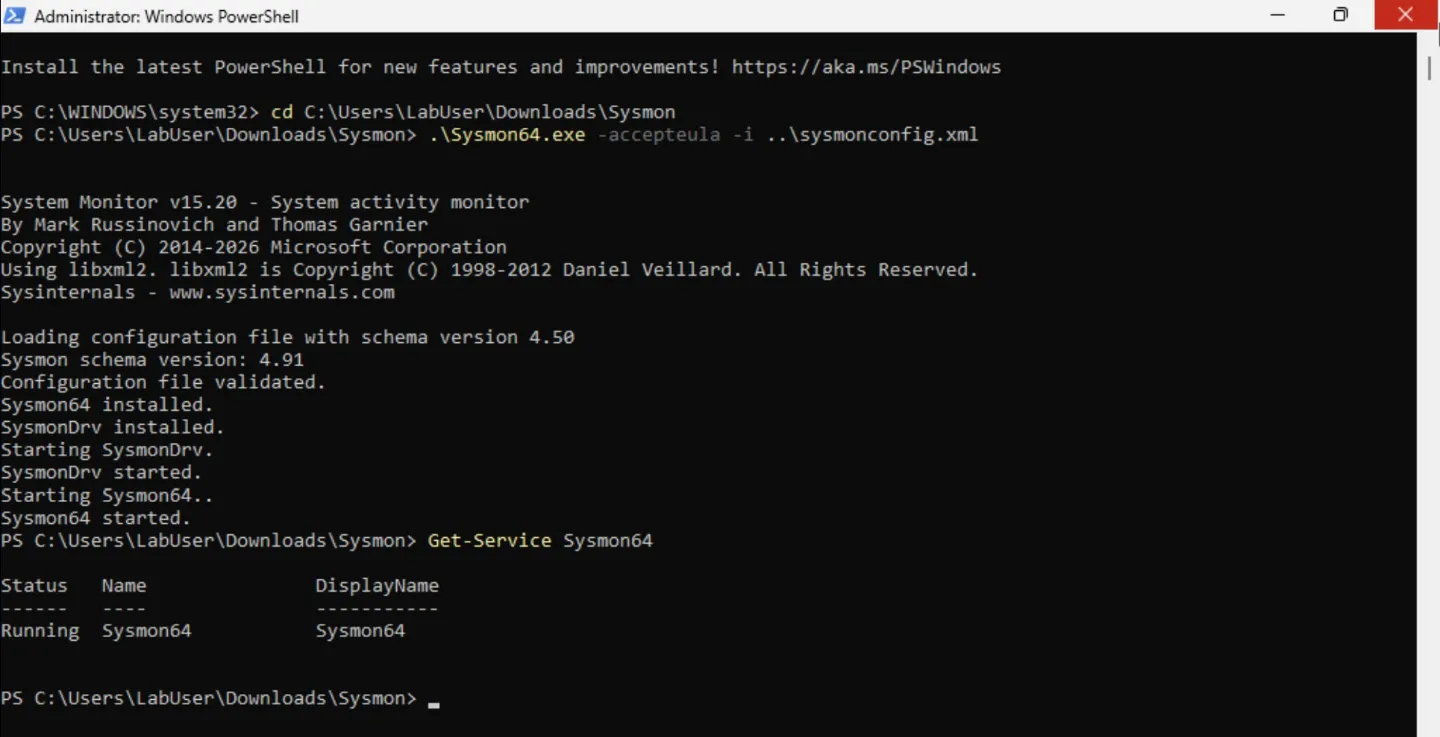 Administrator: Windows PowerShell
Install the latest PowerShell for new features and improvements! https://aka.ms/PSWindows
PS C:\WINDOWS\system32> cd C:\Users\LabUser\Downloads\Sysmon
PS C:\Users\LabUser\Downloads\Sysmon> .\Sysmon64.exe -accepteula -i ..\sysmonconfig.xml
System Monitor v15.20 - System activity monitor
By Mark Russinovich and Thomas Garnier
Copyright (C) 2014-2026 Microsoft Corporation
Using libxml2. libxml2 is Copyright (C) 1998-2012 Daniel Veillard. All Rights Reserved.
Sysinternals - www.sysinternals.com
Loading configuration file with schema version 4.50
Sysmon schema version: 4.91
Configuration file validated.
Sysmon64 installed.
SysmonDrv installed.
Starting SysmonDrv.
SysmonDrv started.
Starting Sysmon64..
Sysmon64 started.
PS C:\Users\LabUser\Downloads\Sysmon> Get-Service Sysmon64
Status   Name               DisplayName
------   ----               -----------
Running  Sysmon64           Sysmon64
PS C:\Users\LabUser\Downloads\Sysmon>